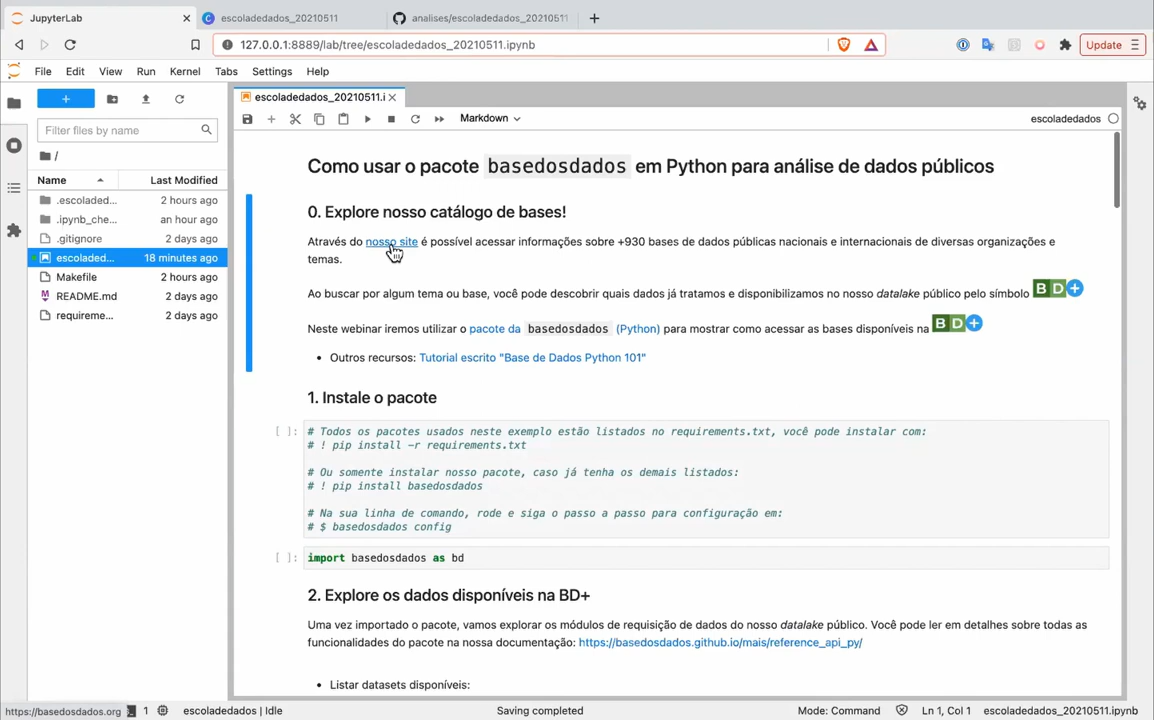 JupyterLab
escoladedados_20210511
analises/escoladedados_20210511
127.0.0.1:8889/lab/tree/escoladedados_20210511.ipynb
Update
File Edit View Run Kernel Tabs Settings Help
escoladedados_20210511.i
Filter files by name
Markdown
escoladedados
/
Name Last Modified
.escoladed... 2 hours ago
.ipynb_che... an hour ago
.gitignore 2 days ago
escoladed... 18 minutes ago
Makefile 2 hours ago
README.md 2 days ago
requireme... 2 days ago
Como usar o pacote basedosdados em Python para análise de dados públicos
0. Explore nosso catálogo de bases!
Através do nosso site é possível acessar informações sobre +930 bases de dados públicas nacionais e internacionais de diversas organizações e
temas.
Ao buscar por algum tema ou base, você pode descobrir quais dados já tratamos e disponibilizamos no nosso datalake público pelo símbolo BD+
Neste webinar iremos utilizar o pacote da basedosdados (Python) para mostrar como acessar as bases disponíveis na BD+
• Outros recursos: Tutorial escrito "Base de Dados Python 101"
1. Instale o pacote
[ ]: # Todos os pacotes usados neste exemplo estão listados no requirements.txt, você pode instalar com:
# ! pip install -r requirements.txt
# Ou somente instalar nosso pacote, caso já tenha os demais listados:
# ! pip install basedosdados
# Na sua linha de comando, rode e siga o passo a passo para configuração em:
# $ basedosdados config
[ ]: import basedosdados as bd
2. Explore os dados disponíveis na BD+
Uma vez importado o pacote, vamos explorar os módulos de requisição de dados do nosso datalake público. Você pode ler em detalhes sobre todas as
funcionalidades do pacote na nossa documentação: https://basedosdados.github.io/mais/reference_api_py/
• Listar datasets disponíveis:
https://basedosdados.org 1 escoladedados | Idle Saving completed Mode: Command Ln 1, Col 1 escoladedados_20210511.ipynb